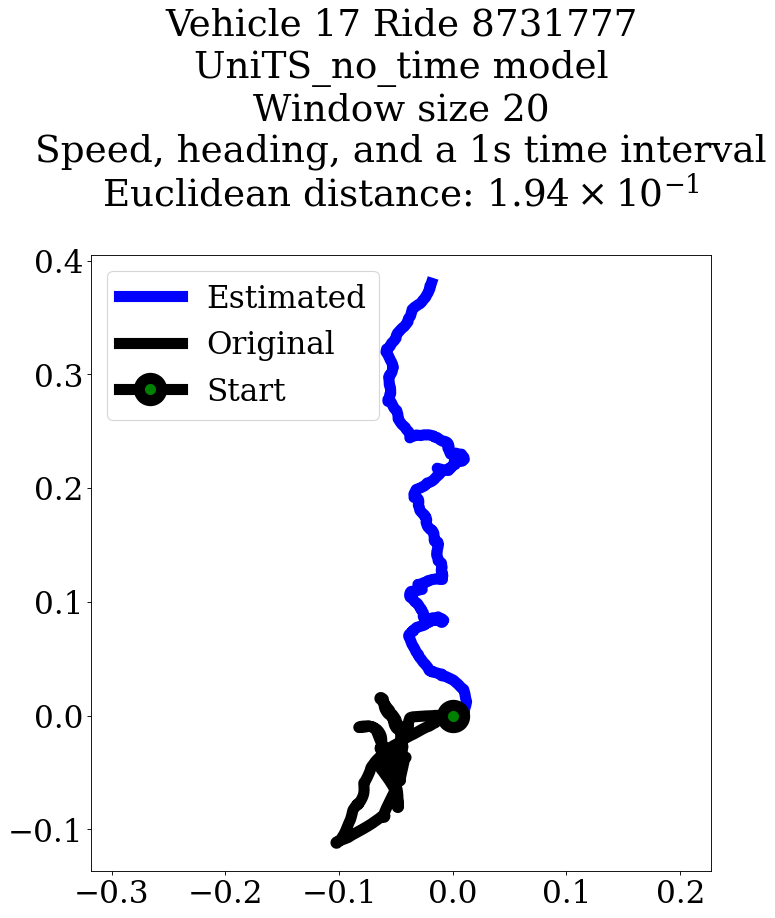 Vehicle 17 Ride 8731777
UniTS_no_time model
Window size 20
Speed, heading, and a 1s time interval
Euclidean distance: 1.94 × 10⁻¹
0.4
Estimated
Original
Start
0.3
0.2
0.1
0.0
−0.1
−0.3 −0.2 −0.1 0.0 0.1 0.2